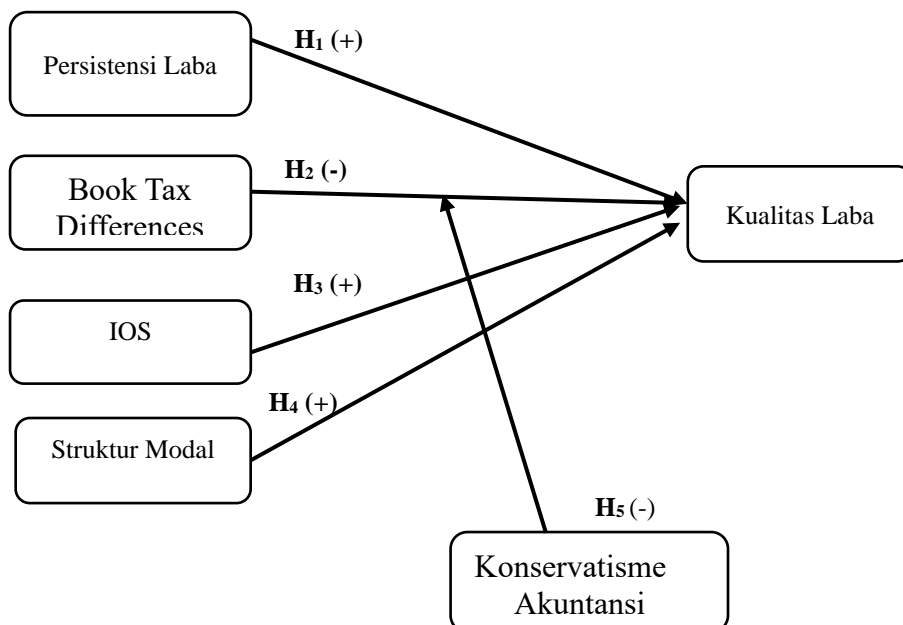 H₁ (+)
Persistensi Laba
H₂ (-)
Book Tax
Differences
Kualitas Laba
H₃ (+)
IOS
H₄ (+)
Struktur Modal
H₅ (-)
Konservatisme
Akuntansi